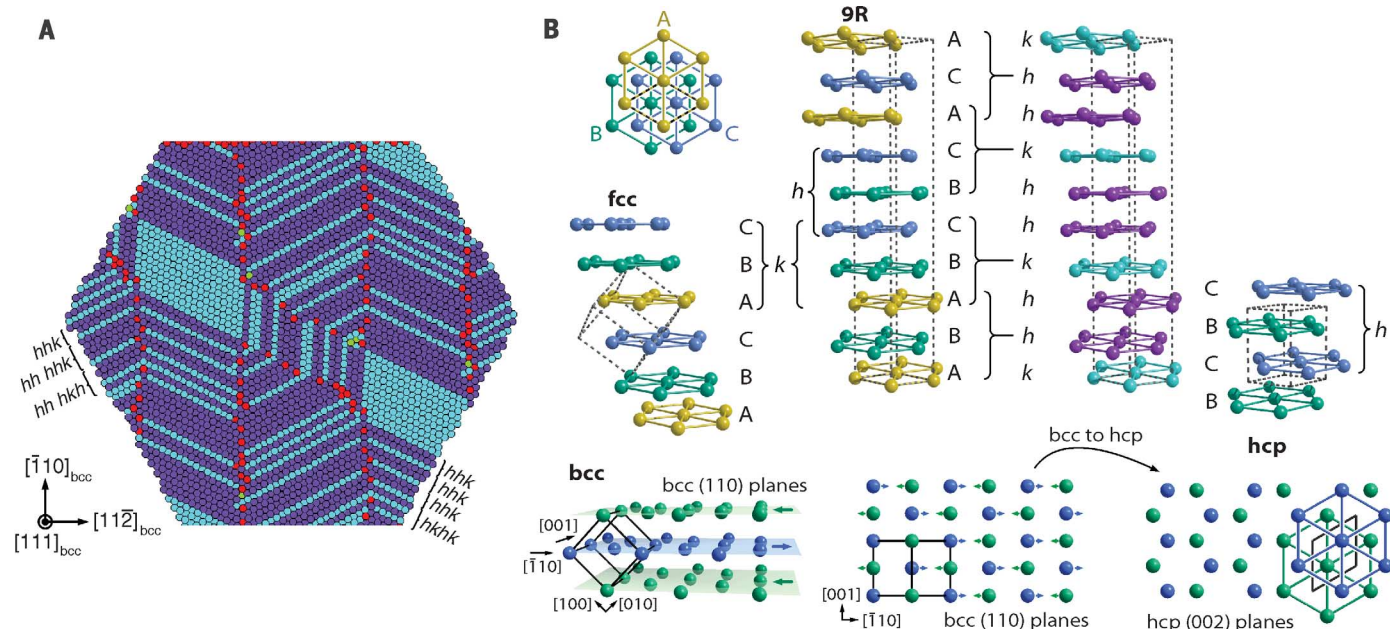 A
hhk
hh hhk
hh hkh
[1̄10]bcc
[111]bcc
[112̄]bcc
hhk
hhk
hhk
hkhk
B
A
B
C
fcc
C
B
A
C
B
A
k
h
9R
A
C
A
C
B
C
B
A
B
A
k
h
h
k
h
h
k
h
h
k
C
B
C
B
h
hcp
bcc
bcc (110) planes
[001]
[1̄10]
[100]
[010]
bcc to hcp
[001]
[1̄10]
bcc (110) planes
hcp (002) planes